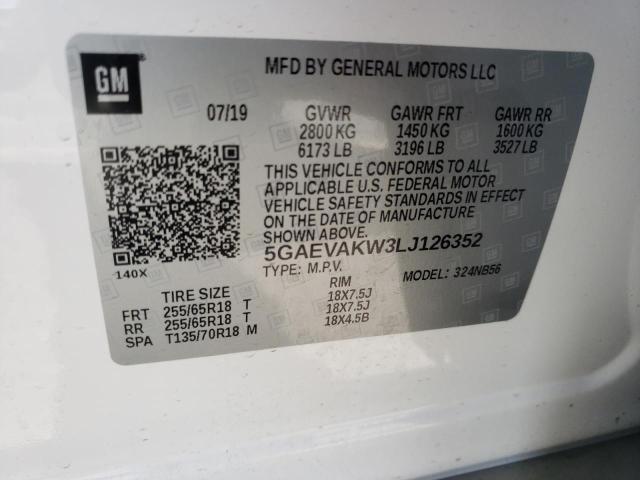 GM
MFD BY GENERAL MOTORS LLC
07/19 GVWR GAWR FRT GAWR RR
2800 KG 1450 KG 1600 KG
6173 LB 3196 LB 3527 LB
THIS VEHICLE CONFORMS TO ALL
APPLICABLE U.S. FEDERAL MOTOR
VEHICLE SAFETY STANDARDS IN EFFECT
ON THE DATE OF MANUFACTURE
SHOWN ABOVE.
5GAEVAKW3LJ126352
140X TYPE: M.P.V. MODEL: 324NB56
TIRE SIZE RIM
FRT 255/65R18 T 18X7.5J
RR 255/65R18 T 18X7.5J
SPA T135/70R18 M 18X4.5B